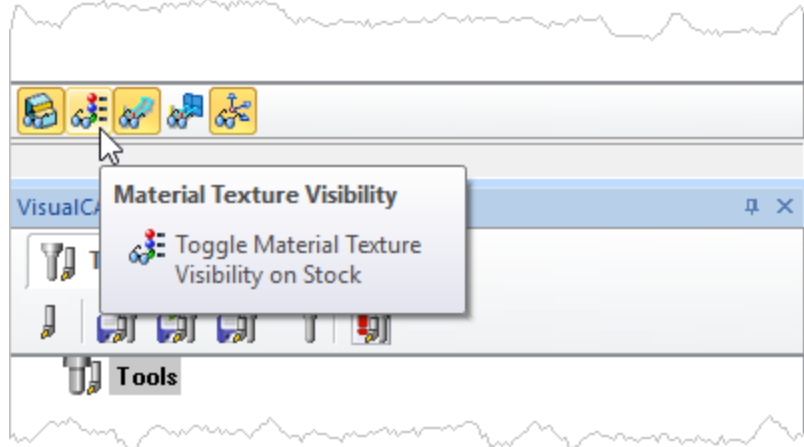 Material Texture Visibility
VisualCA
Toggle Material Texture
Visibility on Stock
T
Tools